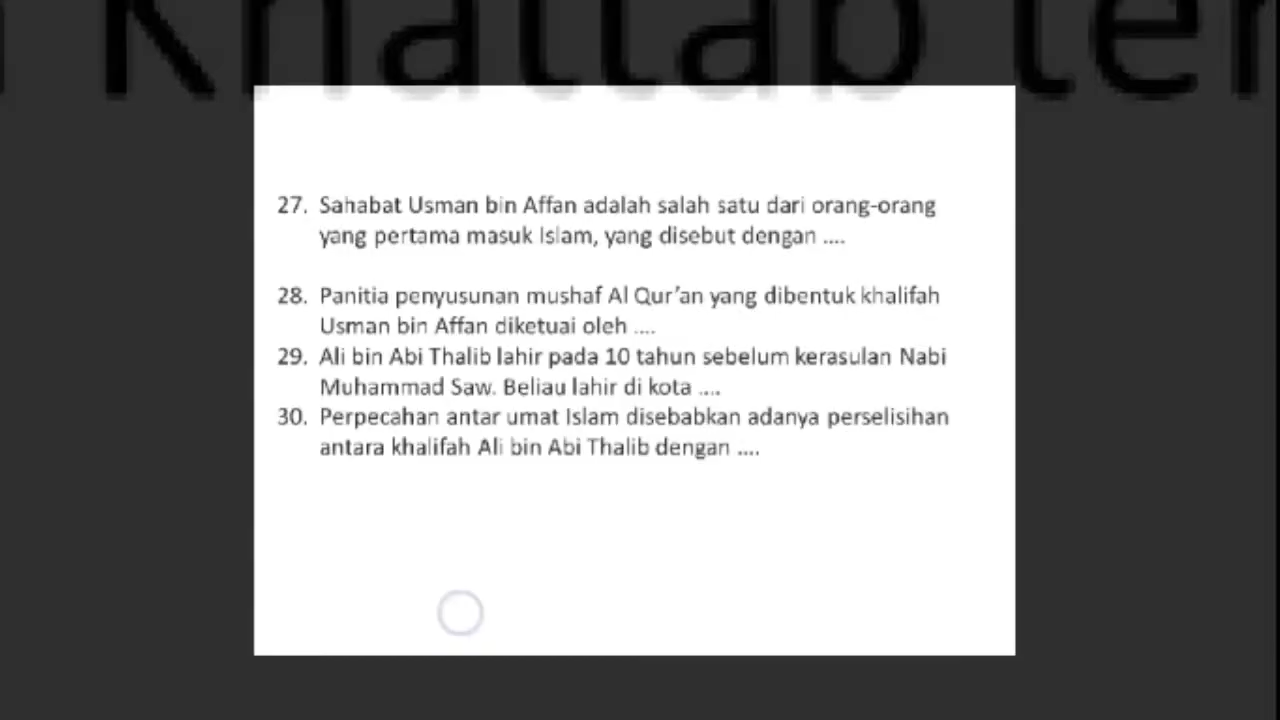 Khattab ter
27. Sahabat Usman bin Affan adalah salah satu dari orang-orang
yang pertama masuk Islam, yang disebut dengan ....
28. Panitia penyusunan mushaf Al Qur’an yang dibentuk khalifah
Usman bin Affan diketuai oleh ....
29. Ali bin Abi Thalib lahir pada 10 tahun sebelum kerasulan Nabi
Muhammad Saw. Beliau lahir di kota ....
30. Perpecahan antar umat Islam disebabkan adanya perselisihan
antara khalifah Ali bin Abi Thalib dengan ....